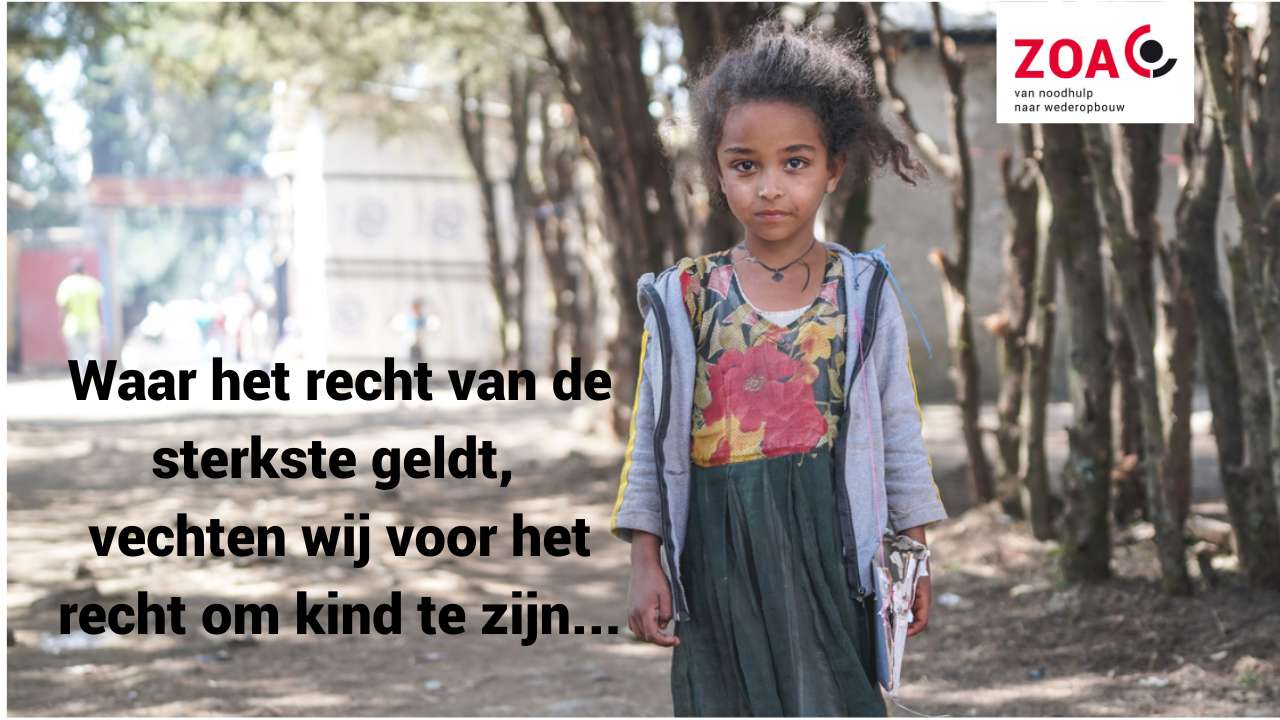 ZOA
van noodhulp
naar wederopbouw
Waar het recht van de
sterkste geldt,
vechten wij voor het
recht om kind te zijn...